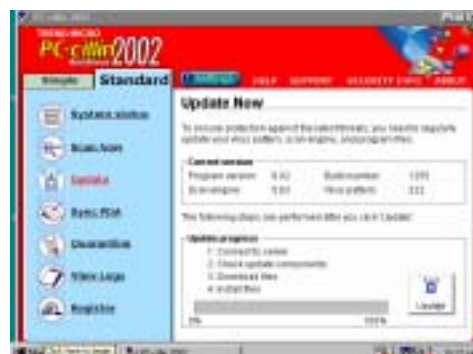 TREND MICRO
PC-cillin 2002
Simple Standard
HELP SUPPORT SECURITY INFO ABOUT
System status
Scan Now
Update
Sync PDA
Quarantine
View Logs
Register
Update Now
To ensure protection against the latest threats, you need to regularly
update your virus pattern, scan engine, and program files.
Current version
Program version: Build number:
Scan engine: Virus pattern:
The following steps are performed after you click Update:
Update progress
1. Connect to server
2. Check update components
3. Download files
4. Install files
Update
0% 100%